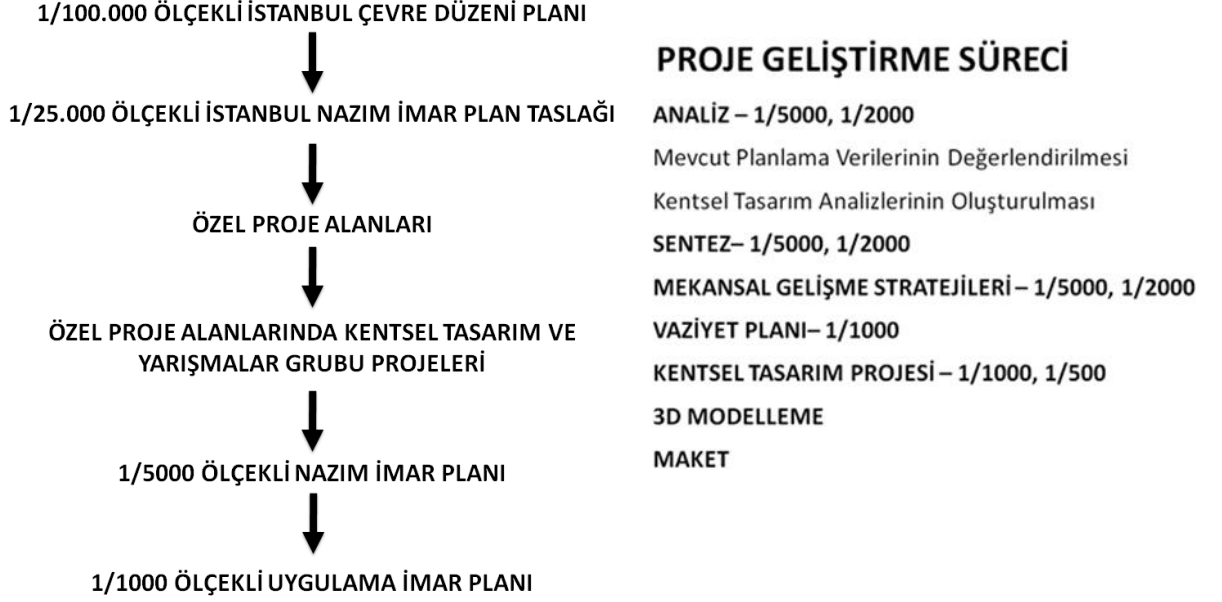 1/100.000 ÖLÇEKLİ İSTANBUL ÇEVRE DÜZENİ PLANI
1/25.000 ÖLÇEKLİ İSTANBUL NAZIM İMAR PLAN TASLAĞI
ÖZEL PROJE ALANLARI
ÖZEL PROJE ALANLARINDA KENTSEL TASARIM VE
YARIŞMALAR GRUBU PROJELERİ
1/5000 ÖLÇEKLİ NAZIM İMAR PLANI
1/1000 ÖLÇEKLİ UYGULAMA İMAR PLANI
PROJE GELİŞTİRME SÜRECİ
ANALİZ – 1/5000, 1/2000
Mevcut Planlama Verilerinin Değerlendirilmesi
Kentsel Tasarım Analizlerinin Oluşturulması
SENTEZ– 1/5000, 1/2000
MEKANSAL GELİŞME STRATEJİLERİ – 1/5000, 1/2000
VAZİYET PLANI– 1/1000
KENTSEL TASARIM PROJESİ – 1/1000, 1/500
3D MODELLEME
MAKET